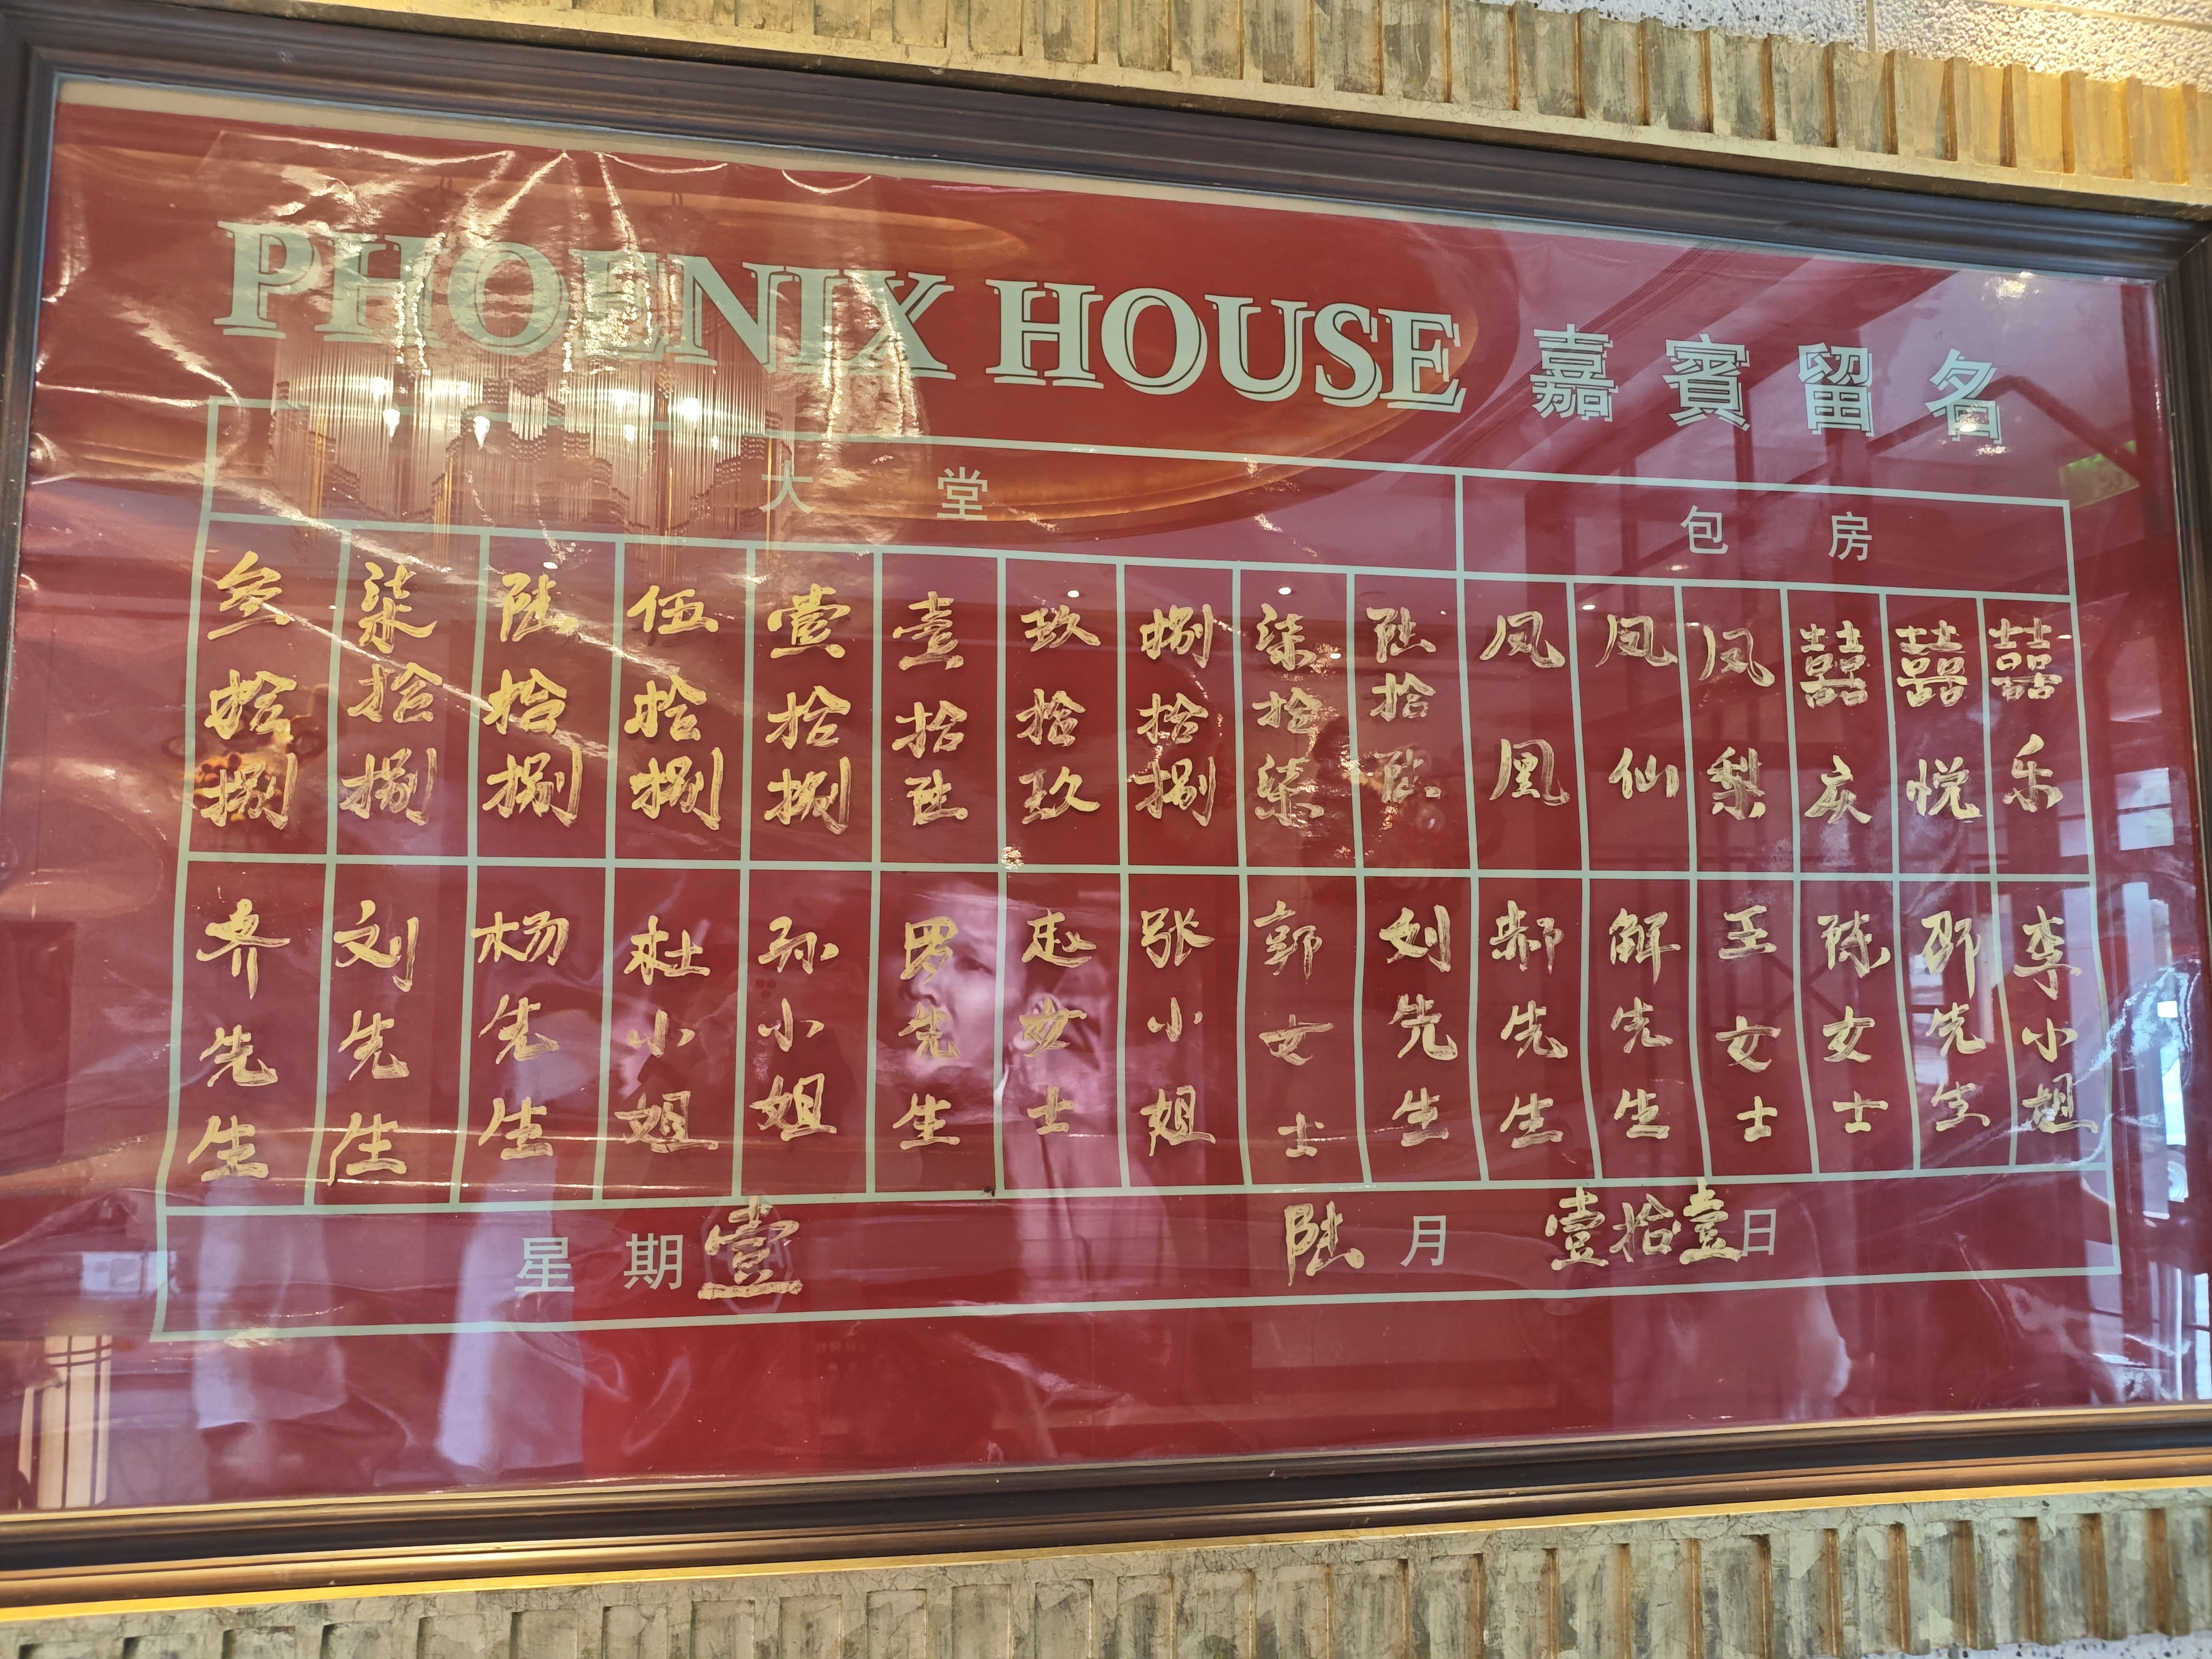 PHOENIX HOUSE 嘉賓留名
大堂 包房
叁拾捌 柒拾捌 陆拾捌 伍拾捌 壹拾捌 壹拾陆 玖拾玖 捌拾捌 柒拾柒 陆拾陆 凤凰 凤仙 凤梨 囍庆 囍悦 囍乐
齐先生 刘先生 杨先生 杜小姐 孙小姐 罗先生 赵女士 张小姐 郭女士 刘先生 郝先生 解先生 王女士 陈女士 邵先生 李小姐
星期壹 陆月壹拾壹日